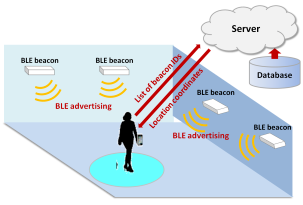 Server
BLE beacon
BLE beacon
Database
List of beacon IDs
Location coordinates
BLE beacon
BLE advertising
BLE beacon
BLE advertising